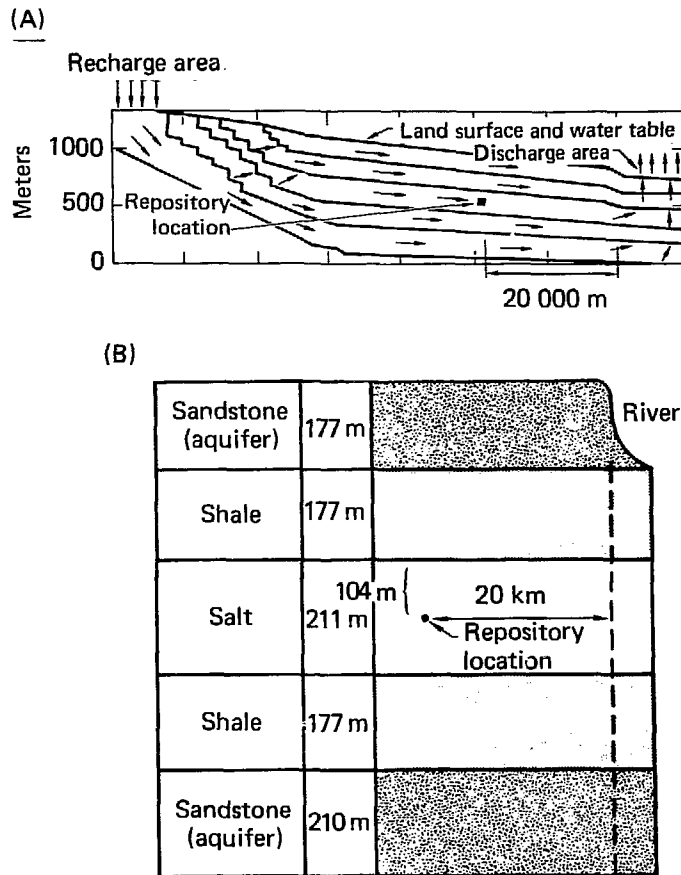 (A)
Recharge area.
Meters
1000
500
0
Land surface and water table
Discharge area
Repository
location
20 000 m
(B)
Sandstone
(aquifer)
177 m
River
Shale
177 m
Salt
211 m
104 m
20 km
Repository
location
Shale
177 m
Sandstone
(aquifer)
210 m